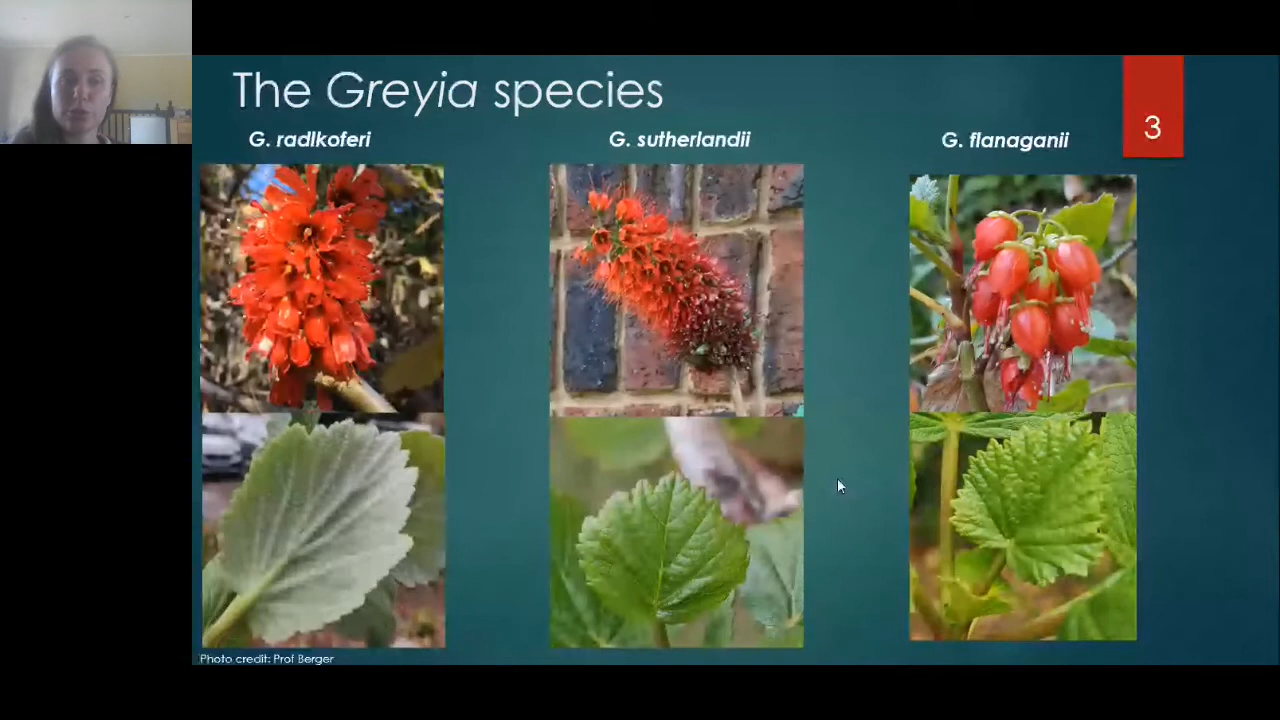 The Greyia species
3
G. radlkoferi
G. sutherlandii
G. flanaganii
Photo credit: Prof Berger